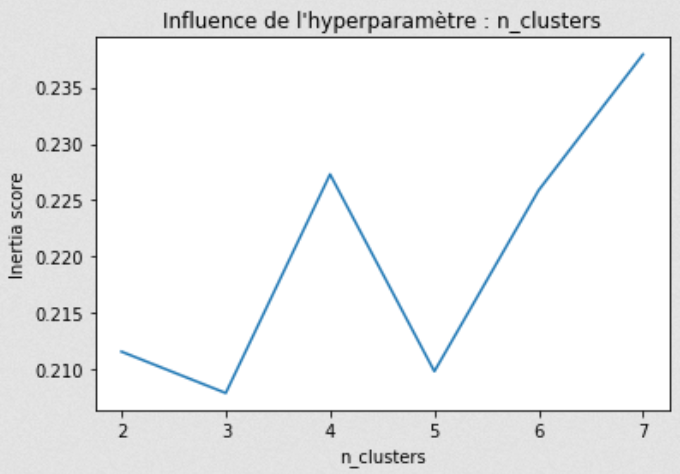 Influence de l'hyperparamètre : n_clusters
0.235
0.230
0.225
0.220
0.215
0.210
Inertia score
2 3 4 5 6 7
n_clusters